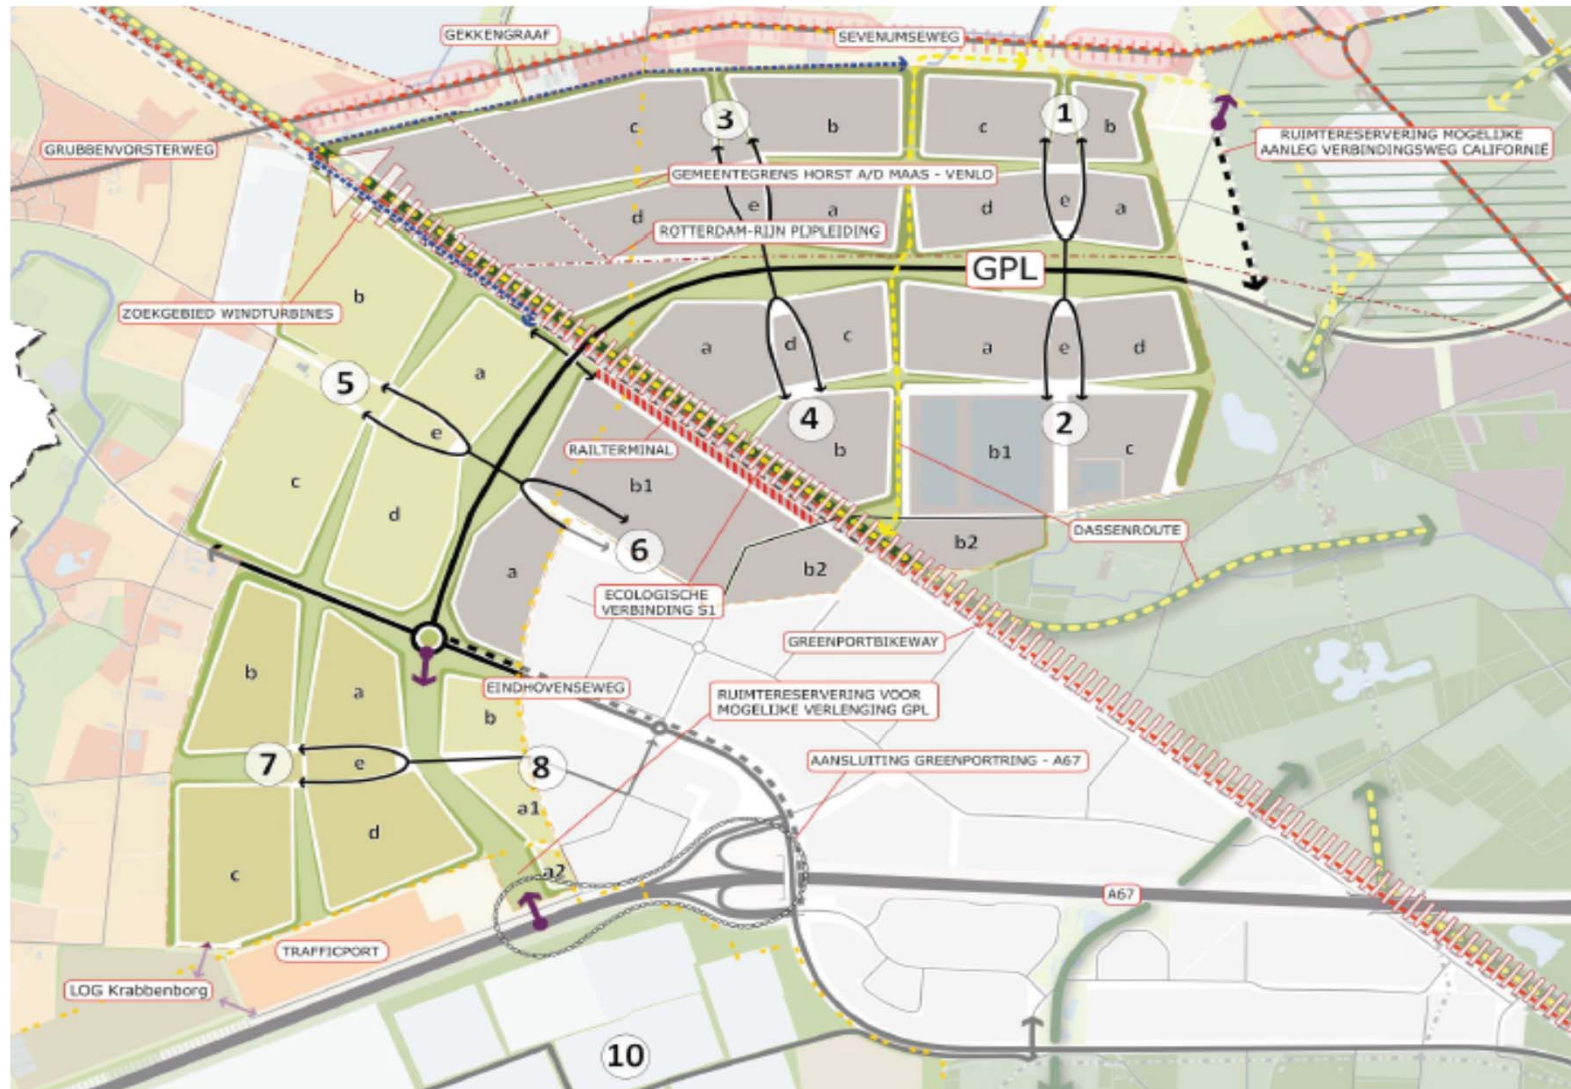 GEKKENGRAAF
SEVENUMSEWEG
3
1
c
b
c
b
GRUBBENVORSTERWEG
RUIMTERESERVERING MOGELIJKE
AANLEG VERBINDINGSWEG CALIFORNIË
GEMEENTEGRENS HORST A/D MAAS - VENLO
d
e
a
d
e
a
ROTTERDAM-RIJN PIJPLEIDING
GPL
b
ZOEKGEBIED WINDTURBINES
a
d
c
a
e
d
5
a
4
2
e
RAILTERMINAL
b
b1
c
c
b1
d
6
DASSENROUTE
b2
a
b2
ECOLOGISCHE
VERBINDING S1
GREENPORTBIKEWAY
b
a
EINDHOVENSEWEG
RUIMTERESERVERING VOOR
MOGELIJKE VERLENGING GPL
b
7
e
8
AANSLUITING GREENPORTRING - A67
a1
d
c
a2
A67
TRAFFICPORT
LOG Krabbenborg
10